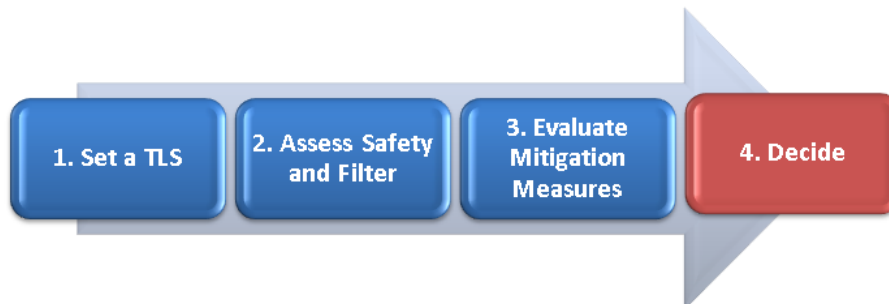 1. Set a TLS
2. Assess Safety
and Filter
3. Evaluate
Mitigation
Measures
4. Decide